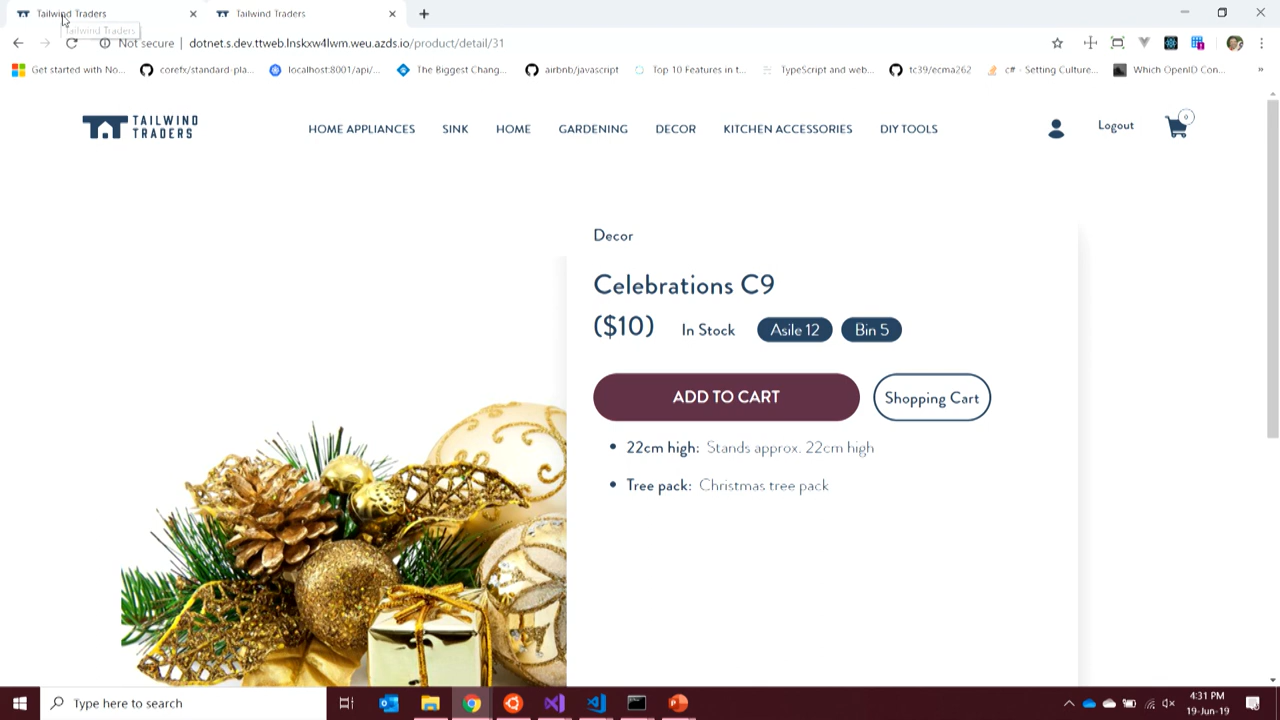 Tailwind Traders
Tailwind Traders
Tailwind Traders
Not secure | dotnet.s.dev.ttweb.lnskxw4lwm.weu.azds.io/product/detail/31
Get started with No...
corefx/standard-pla...
localhost:8001/api/...
The Biggest Chang...
airbnb/javascript
Top 10 Features in t...
TypeScript and web...
tc39/ecma262
c# - Setting Culture...
Which OpenID Con...
»
TAILWIND
TRADERS
HOME APPLIANCES
SINK
HOME
GARDENING
DECOR
KITCHEN ACCESSORIES
DIY TOOLS
Logout
0
Decor
Celebrations C9
($10)
In Stock
Asile 12
Bin 5
ADD TO CART
Shopping Cart
• 22cm high: Stands approx. 22cm high
• Tree pack: Christmas tree pack
Type here to search
4:31 PM
19-Jun-19